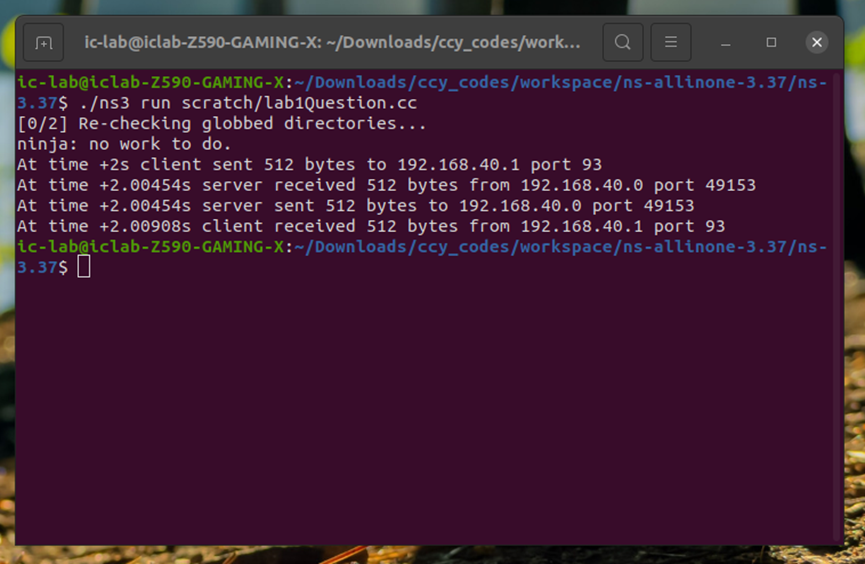 ic-lab@iclab-Z590-GAMING-X: ~/Downloads/ccy_codes/work...
ic-lab@iclab-Z590-GAMING-X:~/Downloads/ccy_codes/workspace/ns-allinone-3.37/ns-
3.37$ ./ns3 run scratch/lab1Question.cc
[0/2] Re-checking globbed directories...
ninja: no work to do.
At time +2s client sent 512 bytes to 192.168.40.1 port 93
At time +2.00454s server received 512 bytes from 192.168.40.0 port 49153
At time +2.00454s server sent 512 bytes to 192.168.40.0 port 49153
At time +2.00908s client received 512 bytes from 192.168.40.1 port 93
ic-lab@iclab-Z590-GAMING-X:~/Downloads/ccy_codes/workspace/ns-allinone-3.37/ns-
3.37$